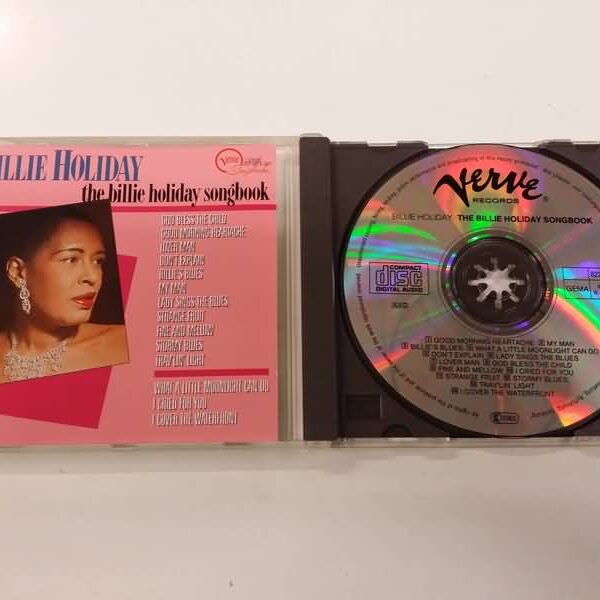 ILLIE HOLIDAY
the billie holiday songbook
Verve
GOD BLESS THE CHILD
GOOD MORNING HEARTACHE
LOVER MAN
DON'T EXPLAIN
BILLIE'S BLUES
MY MAN
LADY SINGS THE BLUES
STRANGE FRUIT
FINE AND MELLOW
STORMY BLUES
TRAV'LIN' LIGHT
WHAT A LITTLE MOONLIGHT CAN DO
I CRIED FOR YOU
I COVER THE WATERFRONT
Verve®
RECORDS
BILLIE HOLIDAY THE BILLIE HOLIDAY SONGBOOK
COMPACT
disc
DIGITAL AUDIO
823
GEMA
GOOD MORNING HEARTACHE MY MAN
BILLIE'S BLUES WHAT A LITTLE MOONLIGHT CAN DO
DON'T EXPLAIN LADY SINGS THE BLUES
LOVER MAN GOD BLESS THE CHILD
FINE AND MELLOW I CRIED FOR YOU
STRANGE FRUIT STORMY BLUES
TRAV'LIN' LIGHT
I COVER THE WATERFRONT